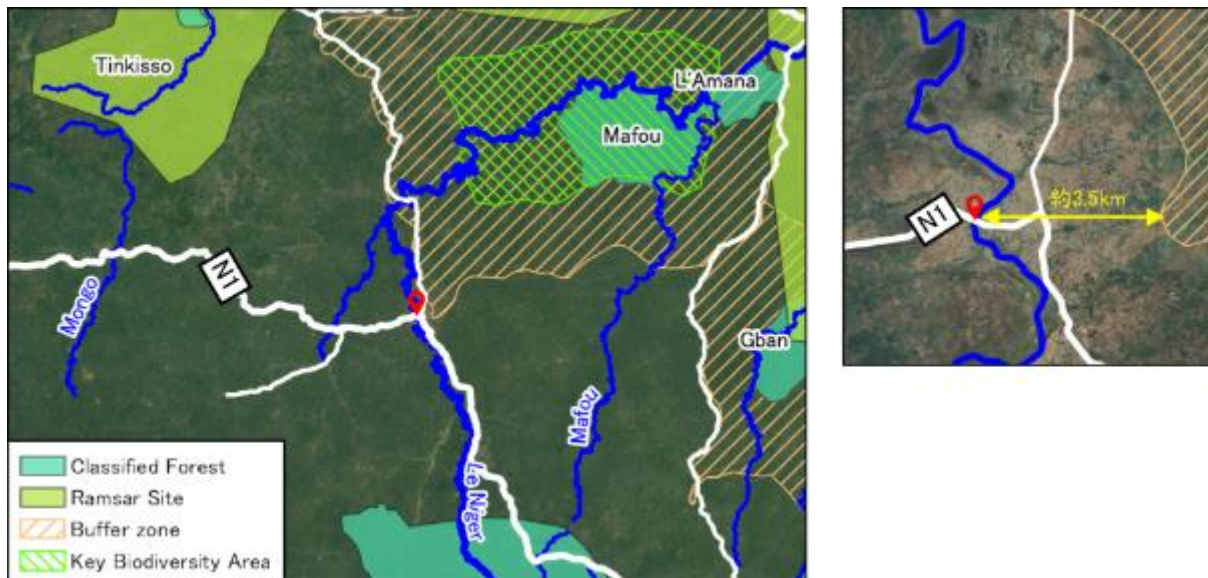 Tinkisso
L'Amana
Mafou
N1
Mongo
Gban
Mafou
Le Niger
Classified Forest
Ramsar Site
Buffer zone
Key Biodiversity Area
約3.5km
N1